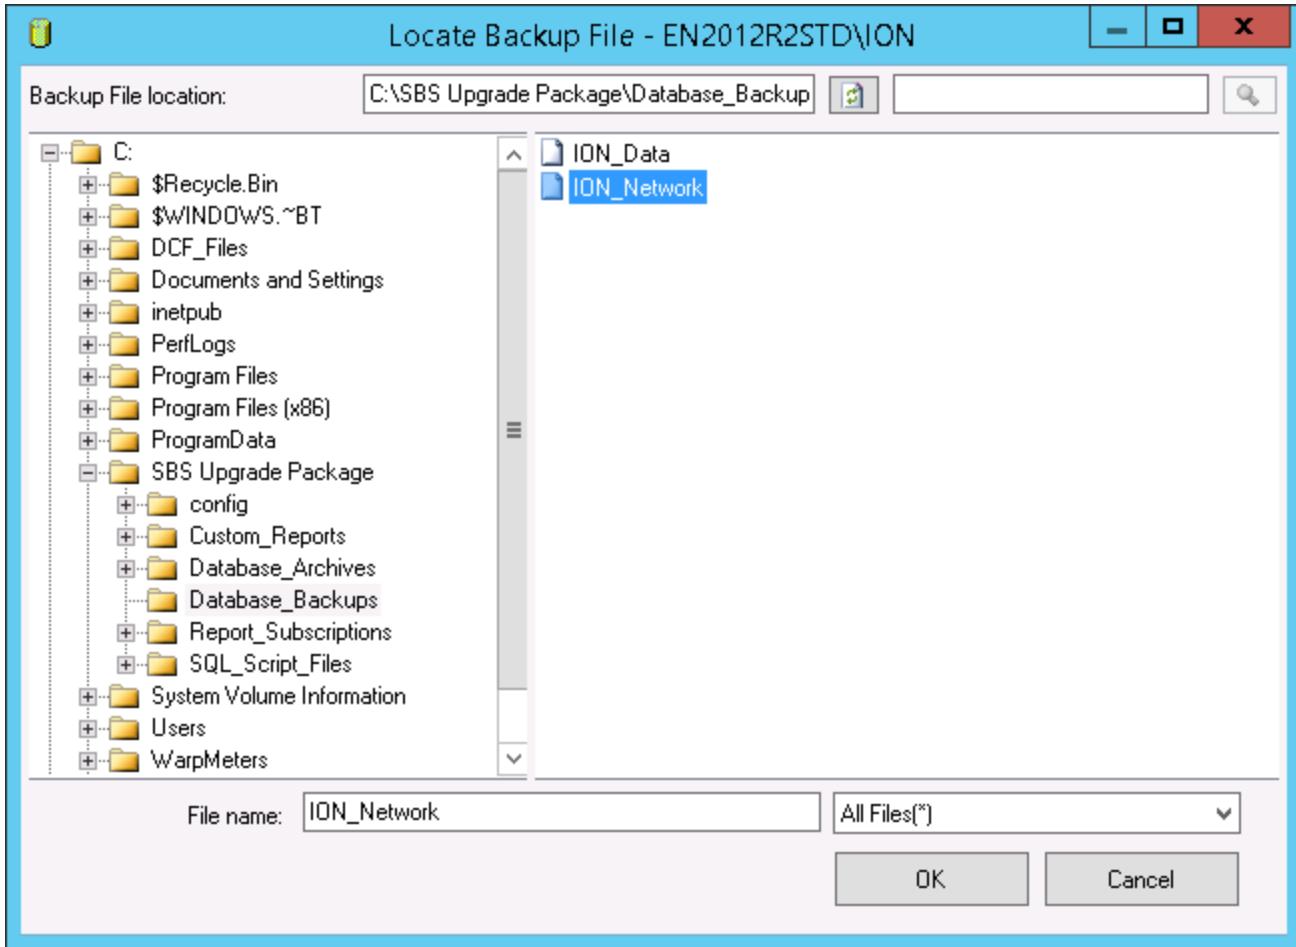 Locate Backup File - EN2012R2STD\ION
Backup File location:
C:\SBS Upgrade Package\Database_Backup
C:
$Recycle.Bin
$WINDOWS.~BT
DCF_Files
Documents and Settings
inetpub
PerfLogs
Program Files
Program Files (x86)
ProgramData
SBS Upgrade Package
config
Custom_Reports
Database_Archives
Database_Backups
Report_Subscriptions
SQL_Script_Files
System Volume Information
Users
WarpMeters
ION_Data
ION_Network
File name:
ION_Network
All Files(*)
OK
Cancel